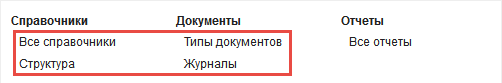 Справочники Документы Отчеты
Все справочники Типы документов Все отчеты
Структура Журналы